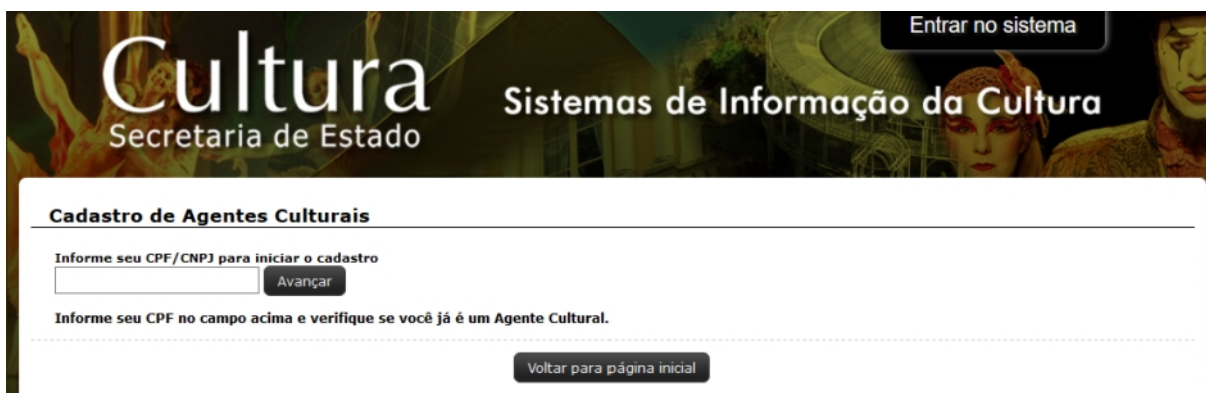 Entrar no sistema
Cultura
Secretaria de Estado
Sistemas de Informação da Cultura
Cadastro de Agentes Culturais
Informe seu CPF/CNPJ para iniciar o cadastro
Avançar
Informe seu CPF no campo acima e verifique se você já é um Agente Cultural.
Voltar para página inicial